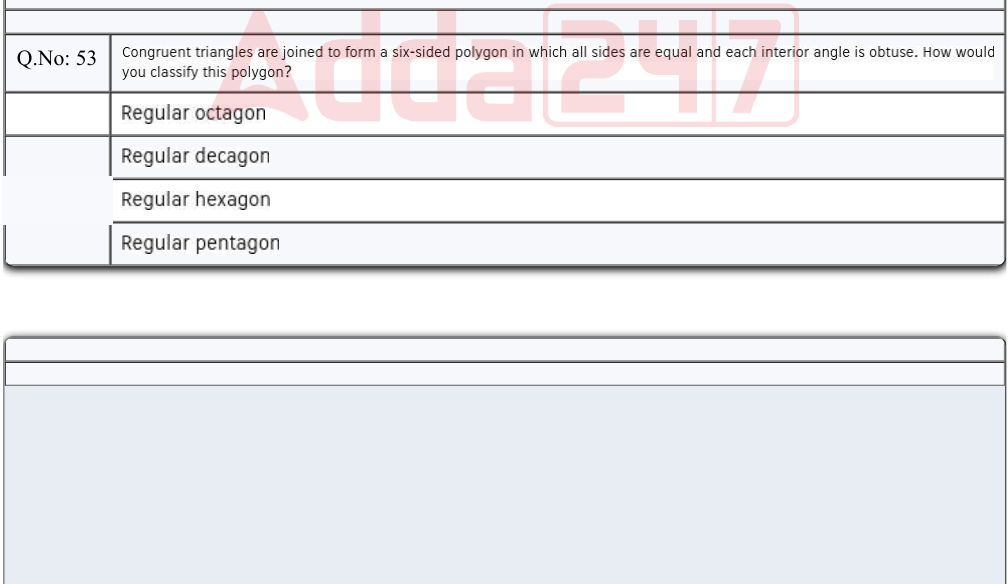 Adda247
Q.No: 53
Congruent triangles are joined to form a six-sided polygon in which all sides are equal and each interior angle is obtuse. How would
you classify this polygon?
Regular octagon
Regular decagon
Regular hexagon
Regular pentagon